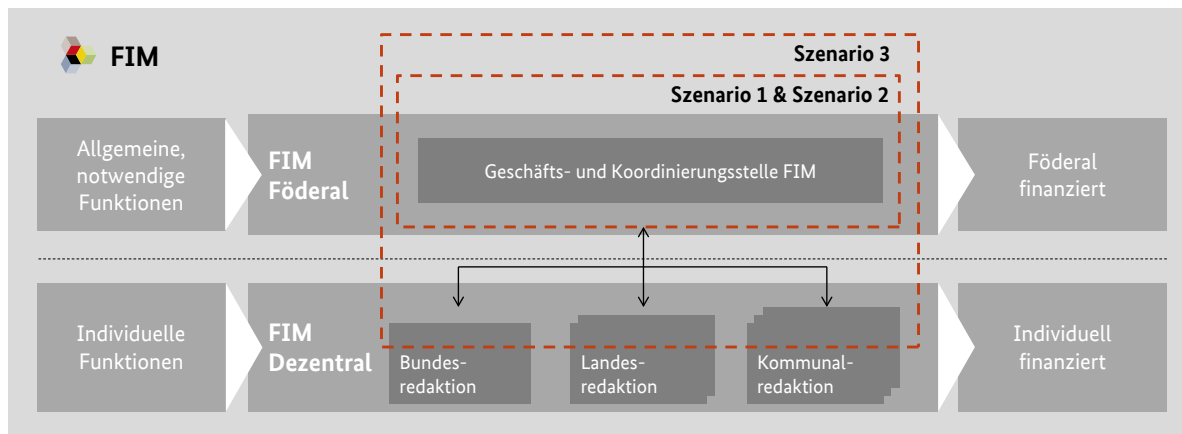 FIM
Szenario 3
Szenario 1 & Szenario 2
Allgemeine,
notwendige
Funktionen
FIM
Föderal
Geschäfts- und Koordinierungsstelle FIM
Föderal
finanziert
Individuelle
Funktionen
FIM
Dezentral
Bundes-
redaktion
Landes-
redaktion
Kommunal-
redaktion
Individuell
finanziert